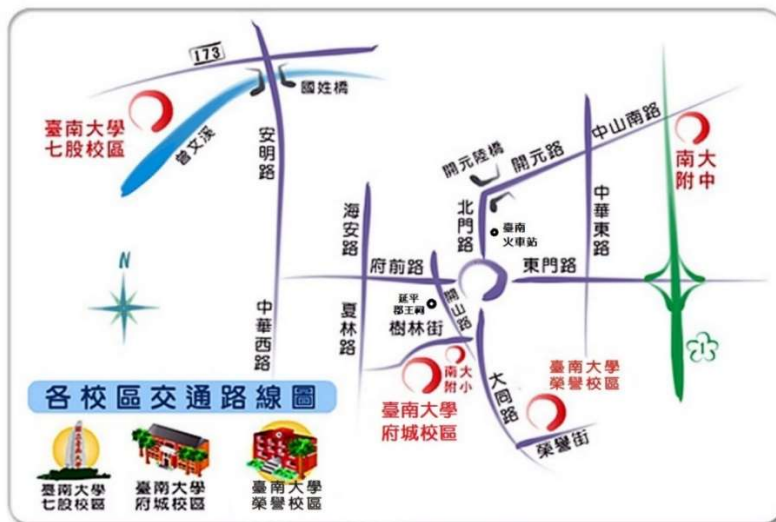 173
國姓橋
臺南大學
七股校區
曾文溪
安明路
開元陸橋
開元路
中山南路
南大
附中
海安路
北門路
臺南
火車站
中華東路
N
府前路
東門路
延平
郡王祠
開山路
中華西路
夏林路
樹林街
1
南大
附小
臺南大學
府城校區
大同路
臺南大學
榮譽校區
榮譽街
各校區交通路線圖
臺南大學
七股校區
臺南大學
府城校區
臺南大學
榮譽校區